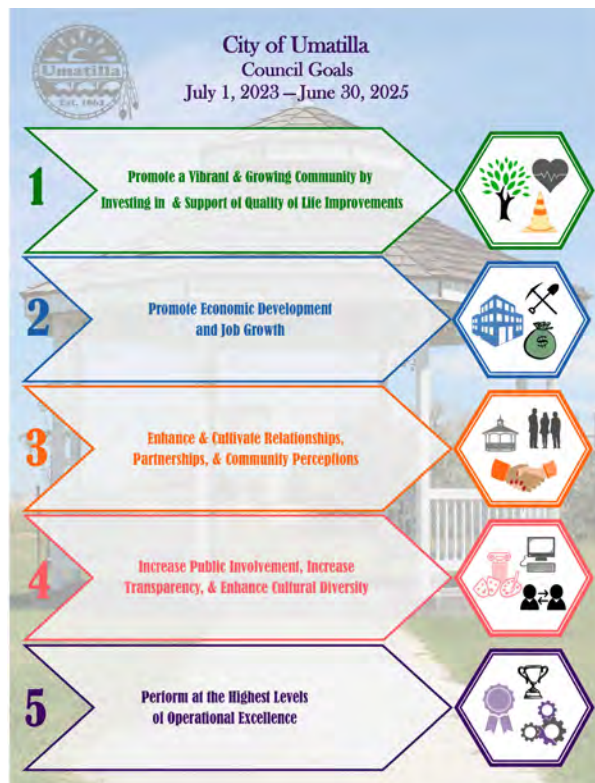 Umatilla
Est. 1862
City of Umatilla
Council Goals
July 1, 2023—June 30, 2025
1
Promote a Vibrant & Growing Community by
Investing in & Support of Quality of Life Improvements
2
Promote Economic Development
and Job Growth
$
3
Enhance & Cultivate Relationships,
Partnerships, & Community Perceptions
4
Increase Public Involvement, Increase
Transparency, & Enhance Cultural Diversity
5
Perform at the Highest Levels
of Operational Excellence